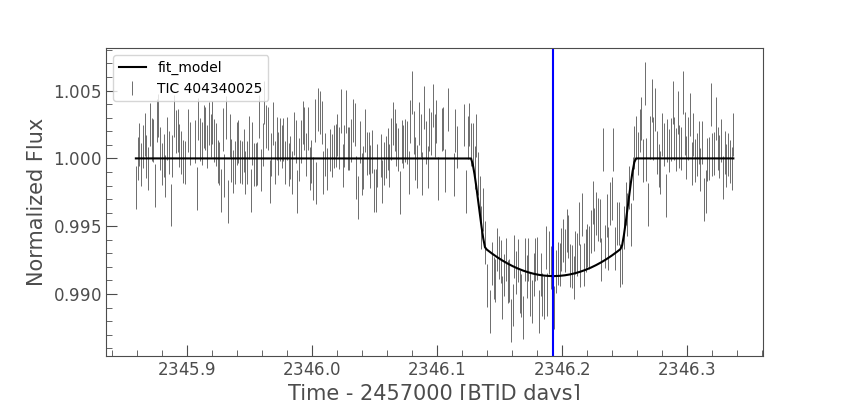 fit_model
TIC 404340025
1.005
1.000
0.995
0.990
Normalized Flux
2345.9 2346.0 2346.1 2346.2 2346.3
Time - 2457000 [BTJD days]